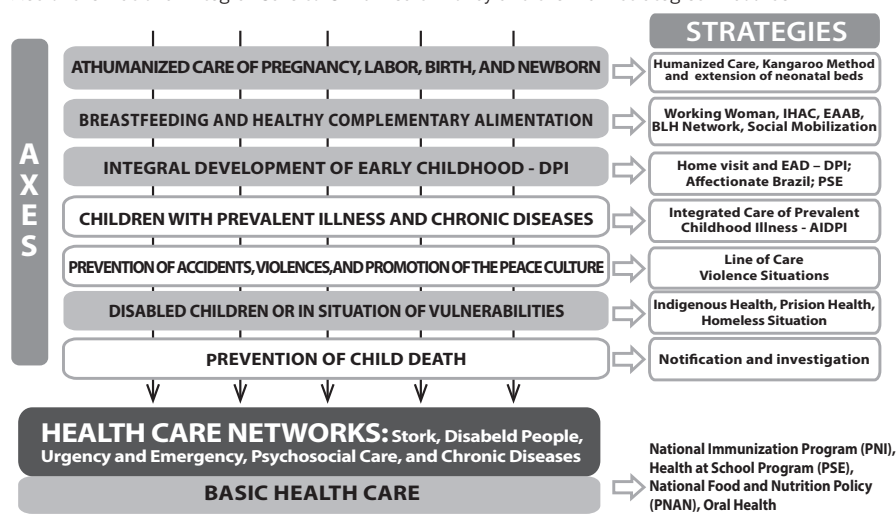 STRATEGIES
AXES
ATHUMANIZED CARE OF PREGNANCY, LABOR, BIRTH, AND NEWBORN
Humanized Care, Kangaroo Method
and extension of neonatal beds
BREASTFEEDING AND HEALTHY COMPLEMENTARY ALIMENTATION
Working Woman, IHAC, EAAB,
BLH Network, Social Mobilization
INTEGRAL DEVELOPMENT OF EARLY CHILDHOOD - DPI
Home visit and EAD – DPI;
Affectionate Brazil; PSE
CHILDREN WITH PREVALENT ILLNESS AND CHRONIC DISEASES
Integrated Care of Prevalent
Childhood Illness - AIDPI
PREVENTION OF ACCIDENTS, VIOLENCES,AND PROMOTION OF THE PEACE CULTURE
Line of Care
Violence Situations
DISABLED CHILDREN OR IN SITUATION OF VULNERABILITIES
Indigenous Health, Prision Health,
Homeless Situation
PREVENTION OF CHILD DEATH
Notification and investigation
HEALTH CARE NETWORKS: Stork, Disabeld People,
Urgency and Emergency, Psychosocial Care, and Chronic Diseases
BASIC HEALTH CARE
National Immunization Program (PNI),
Health at School Program (PSE),
National Food and Nutrition Policy
(PNAN), Oral Health